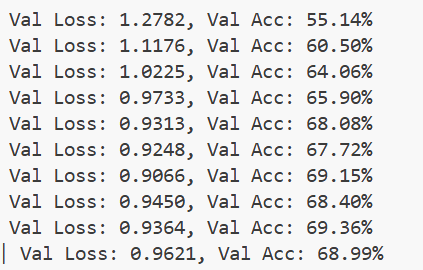 Val Loss: 1.2782, Val Acc: 55.14%
Val Loss: 1.1176, Val Acc: 60.50%
Val Loss: 1.0225, Val Acc: 64.06%
Val Loss: 0.9733, Val Acc: 65.90%
Val Loss: 0.9313, Val Acc: 68.08%
Val Loss: 0.9248, Val Acc: 67.72%
Val Loss: 0.9066, Val Acc: 69.15%
Val Loss: 0.9450, Val Acc: 68.40%
Val Loss: 0.9364, Val Acc: 69.36%
| Val Loss: 0.9621, Val Acc: 68.99%